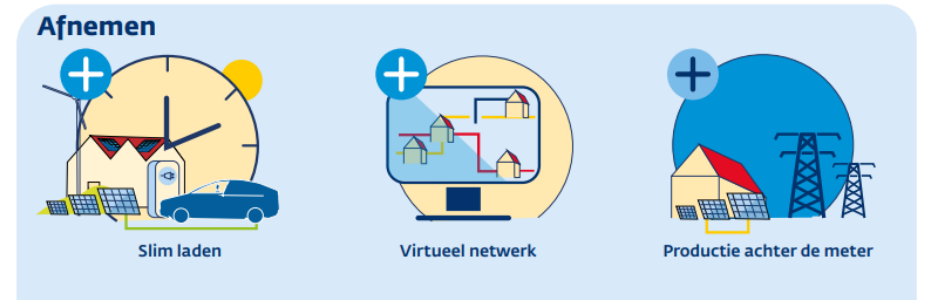 Afnemen
Slim laden
Virtueel netwerk
Productie achter de meter